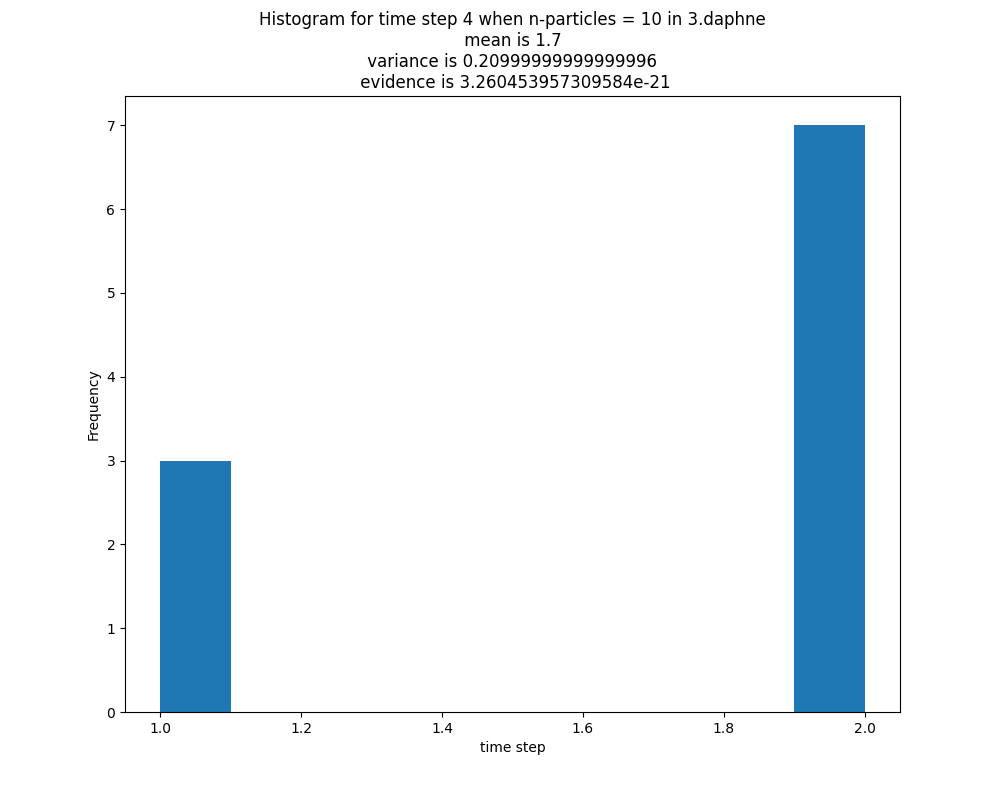 Histogram for time step 4 when n-particles = 10 in 3.daphne
mean is 1.7
variance is 0.20999999999999996
evidence is 3.260453957309584e-21
7
6
5
4
3
2
1
0
Frequency
1.0 1.2 1.4 1.6 1.8 2.0
time step